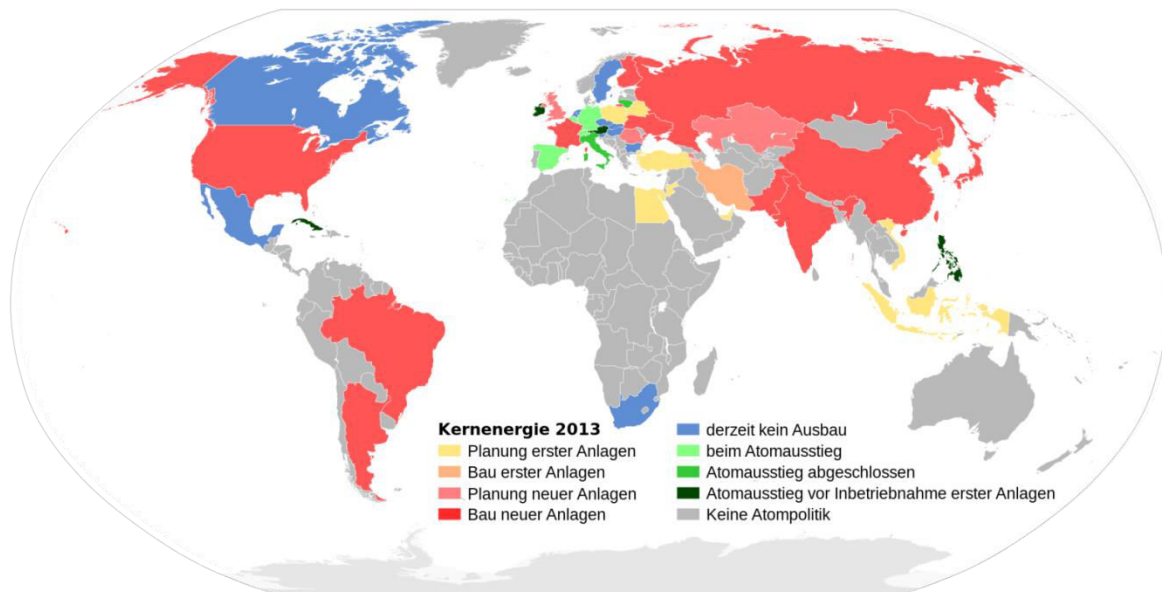 Kernenergie 2013
Planung erster Anlagen
Bau erster Anlagen
Planung neuer Anlagen
Bau neuer Anlagen
derzeit kein Ausbau
beim Atomausstieg
Atomausstieg abgeschlossen
Atomausstieg vor Inbetriebnahme erster Anlagen
Keine Atompolitik